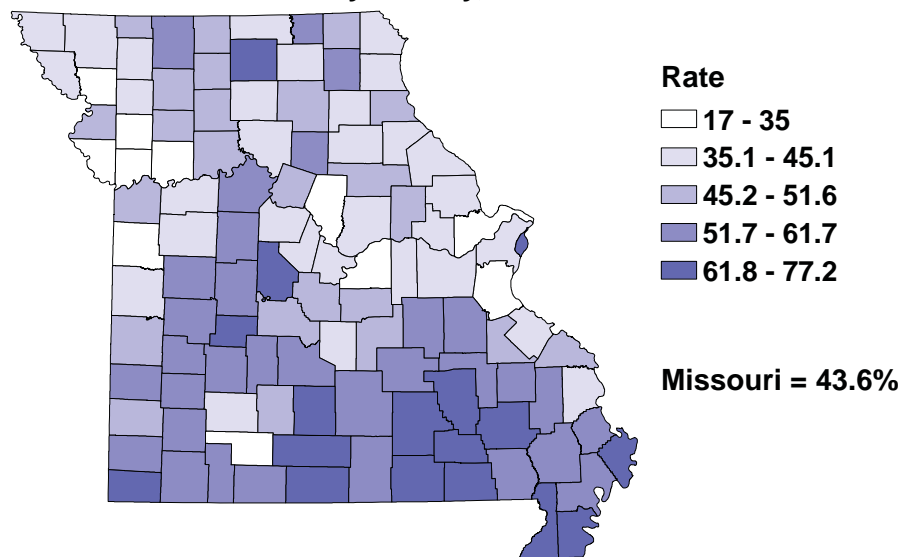 Rate
17 - 35
35.1 - 45.1
45.2 - 51.6
51.7 - 61.7
61.8 - 77.2
Missouri = 43.6%